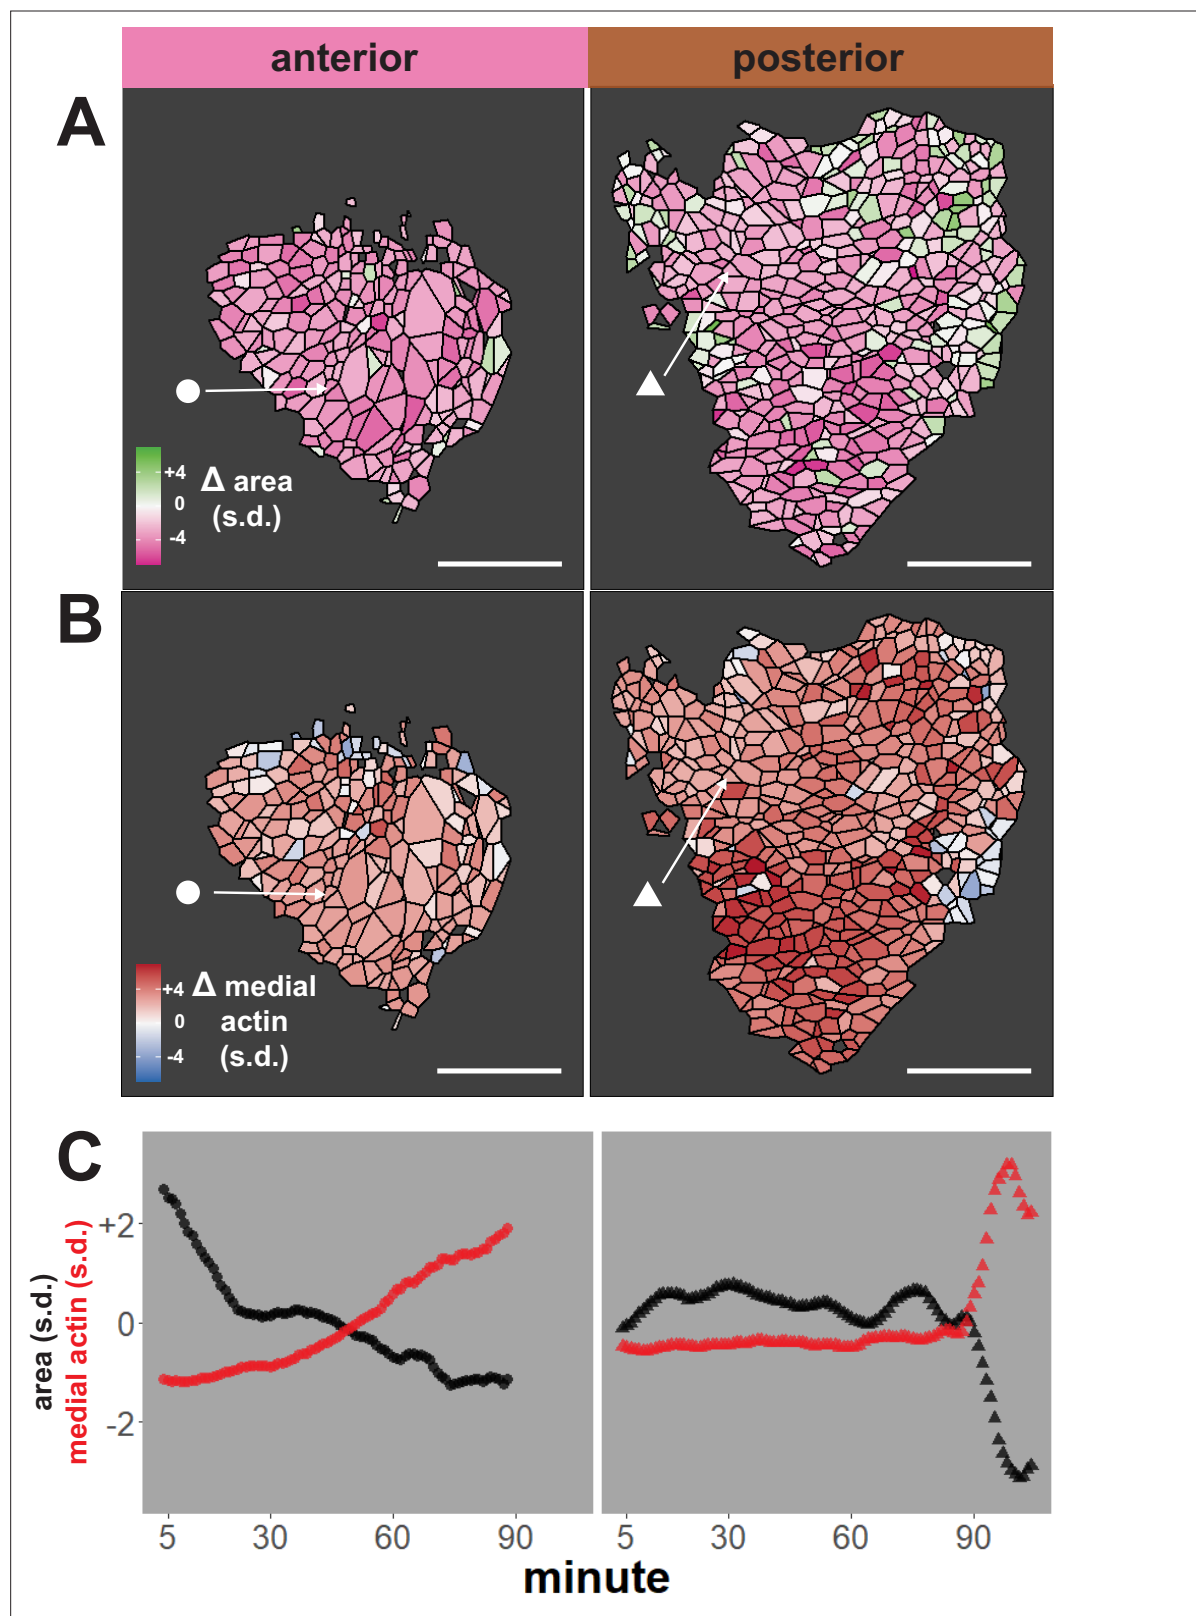 anterior
posterior
A
+4
0
-4
Δ area
(s.d.)
B
+4
0
-4
Δ medial
actin
(s.d.)
C
area (s.d.)
medial actin (s.d.)
+2
0
-2
5
30
60
90
5
30
60
90
minute